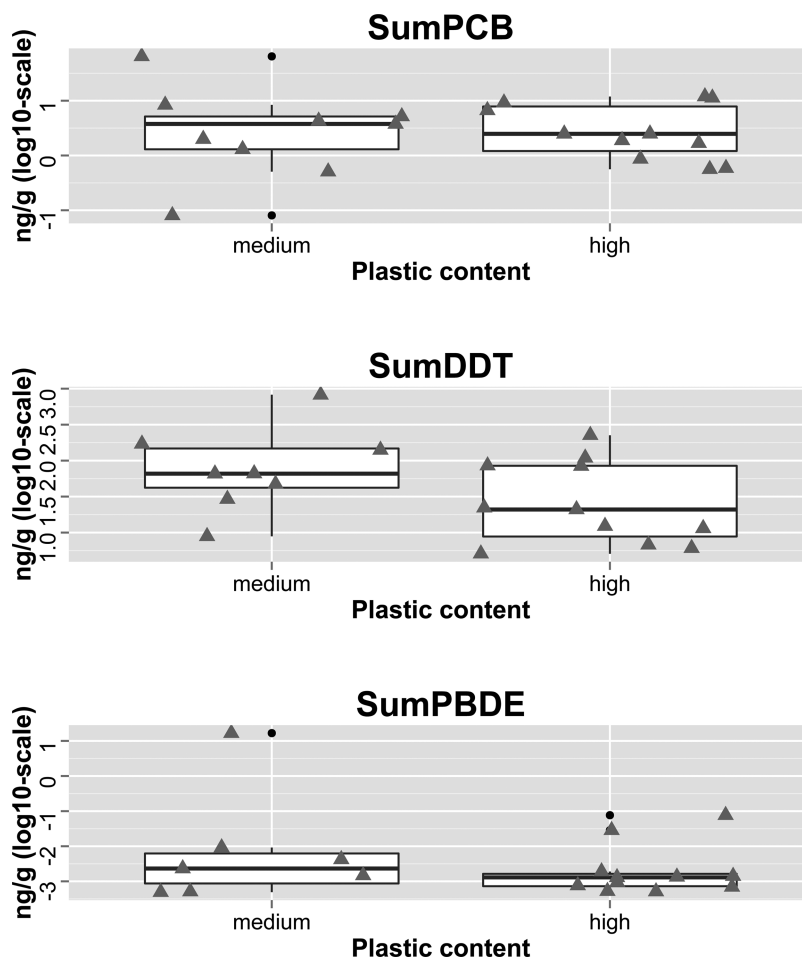 SumPCB
ng/g (log10-scale)
1
0
-1
medium high
Plastic content
SumDDT
ng/g (log10-scale)
3.0
2.5
2.0
1.5
1.0
medium high
Plastic content
SumPBDE
ng/g (log10-scale)
1
0
-1
-2
-3
medium high
Plastic content